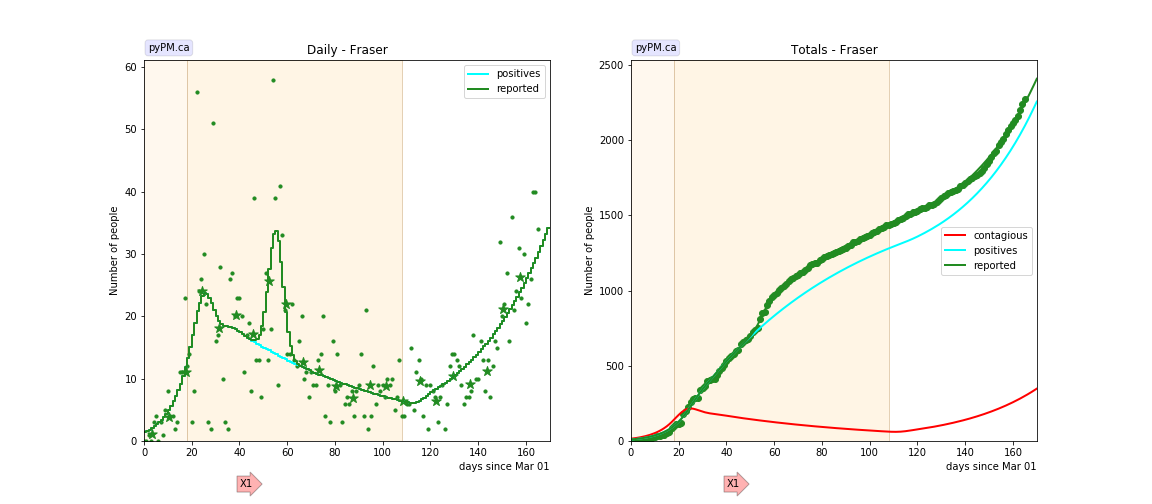 pyPM.ca
Daily - Fraser
60
50
40
30
20
10
0
Number of people
positives
reported
0 20 40 60 80 100 120 140 160
days since Mar 01
X1
pyPM.ca
Totals - Fraser
2500
2000
1500
1000
500
0
Number of people
contagious
positives
reported
0 20 40 60 80 100 120 140 160
days since Mar 01
X1